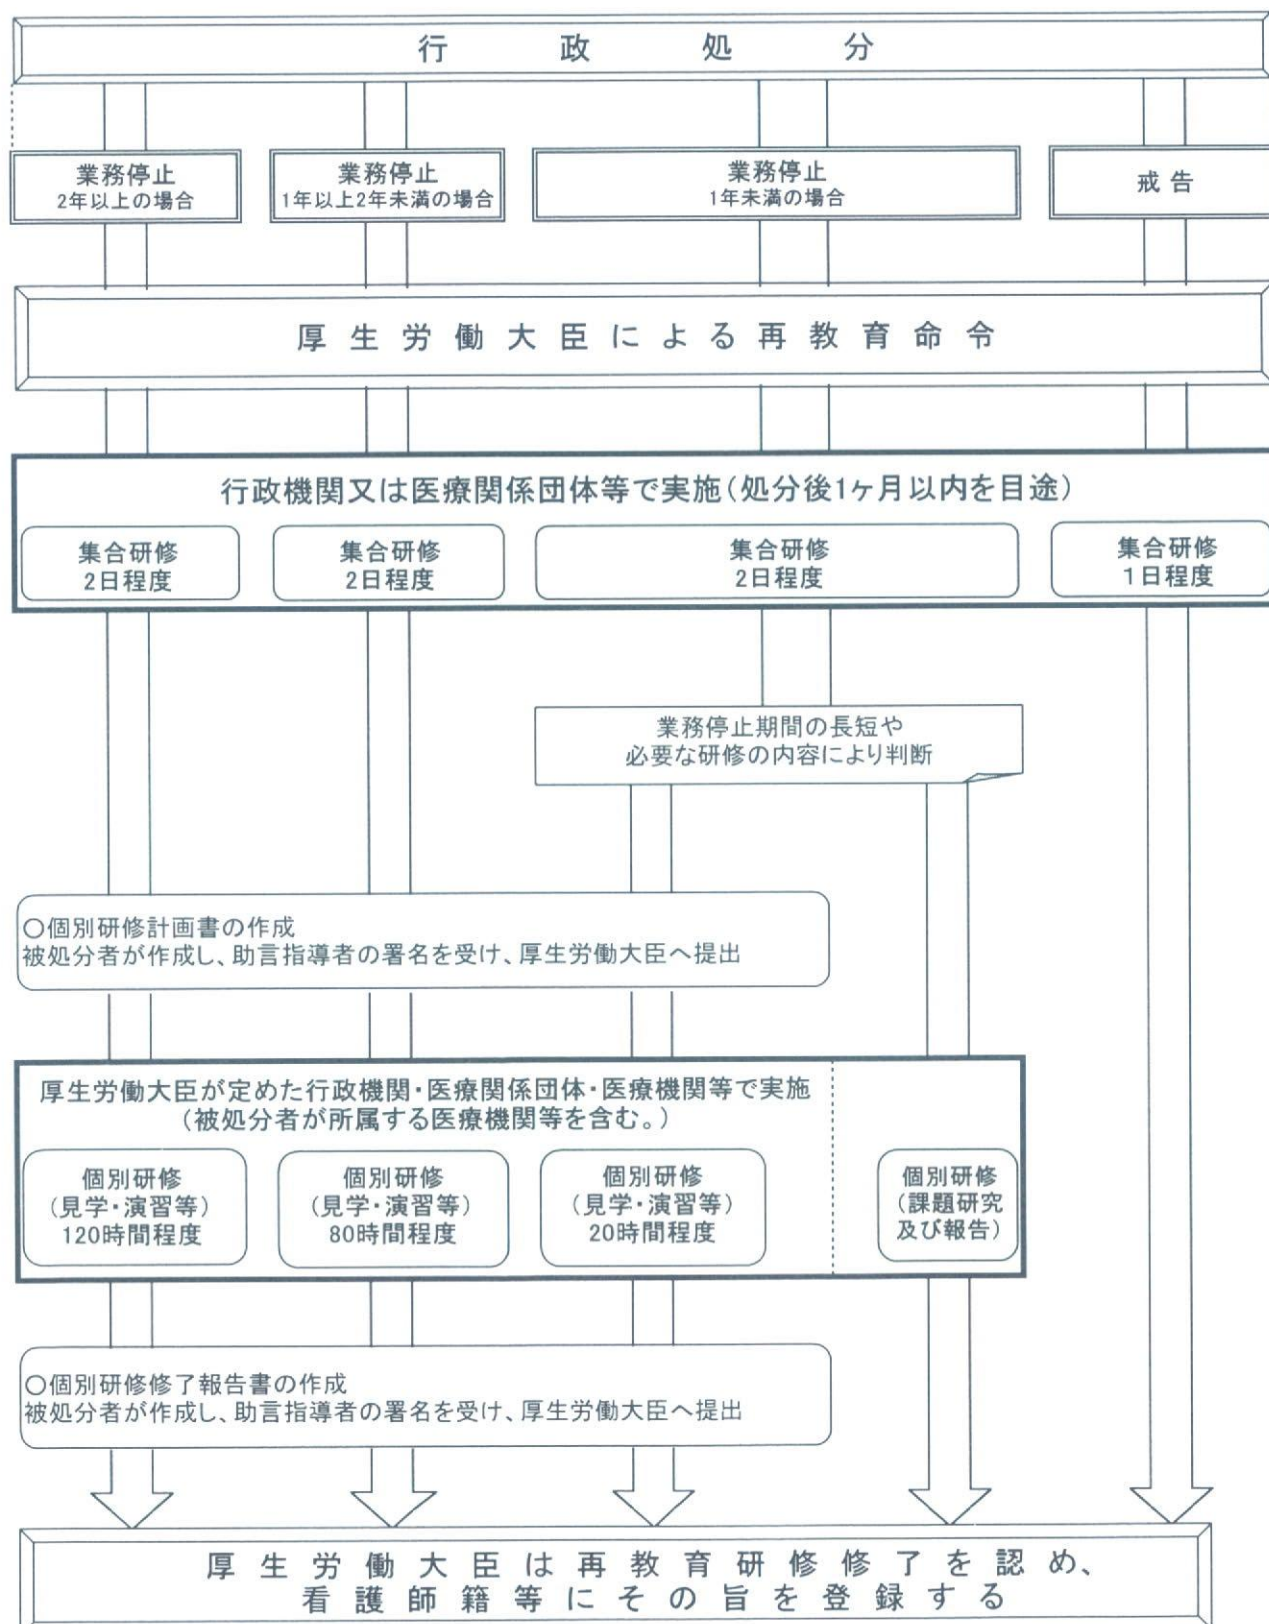 行政処分
業務停止
2年以上の場合
業務停止
1年以上2年未満の場合
業務停止
1年未満の場合
戒告
厚生労働大臣による再教育命令
行政機関又は医療関係団体等で実施(処分後1ヶ月以内を目途)
集合研修
2日程度
集合研修
2日程度
集合研修
2日程度
集合研修
1日程度
業務停止期間の長短や
必要な研修の内容により判断
○個別研修計画書の作成
被処分者が作成し、助言指導者の署名を受け、厚生労働大臣へ提出
厚生労働大臣が定めた行政機関・医療関係団体・医療機関等で実施
(被処分者が所属する医療機関等を含む。)
個別研修
(見学・演習等)
120時間程度
個別研修
(見学・演習等)
80時間程度
個別研修
(見学・演習等)
20時間程度
個別研修
(課題研究
及び報告)
○個別研修修了報告書の作成
被処分者が作成し、助言指導者の署名を受け、厚生労働大臣へ提出
厚生労働大臣は再教育研修修了を認め、
看護師籍等にその旨を登録する